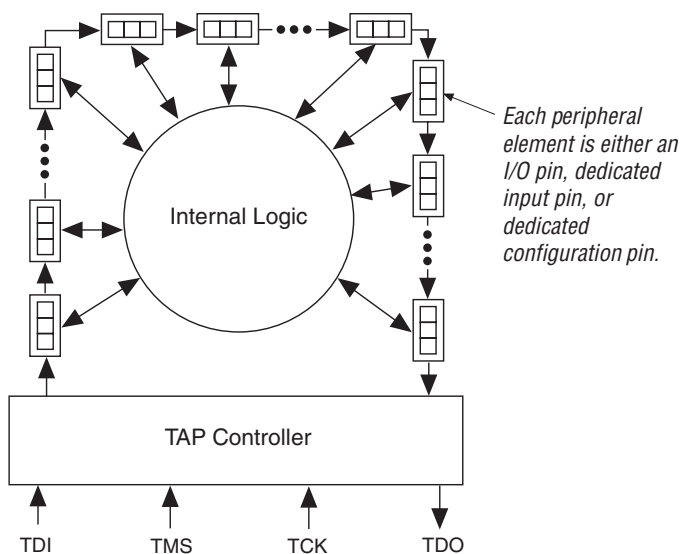 Each peripheral
element is either an
I/O pin, dedicated
input pin, or
dedicated
configuration pin.
Internal Logic
TAP Controller
TDI TMS TCK TDO